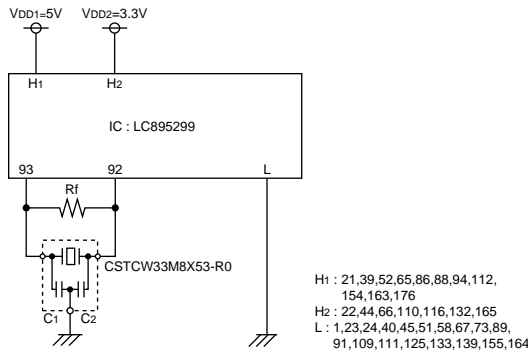 VDD1=5V VDD2=3.3V
H1 H2
IC : LC895299
93 92 L
Rf
CSTCW33M8X53-R0
C1 C2
H1 : 21,39,52,65,86,88,94,112,
154,163,176
H2 : 22,44,66,110,116,132,165
L : 1,23,24,40,45,51,58,67,73,89,
91,109,111,125,133,139,155,164